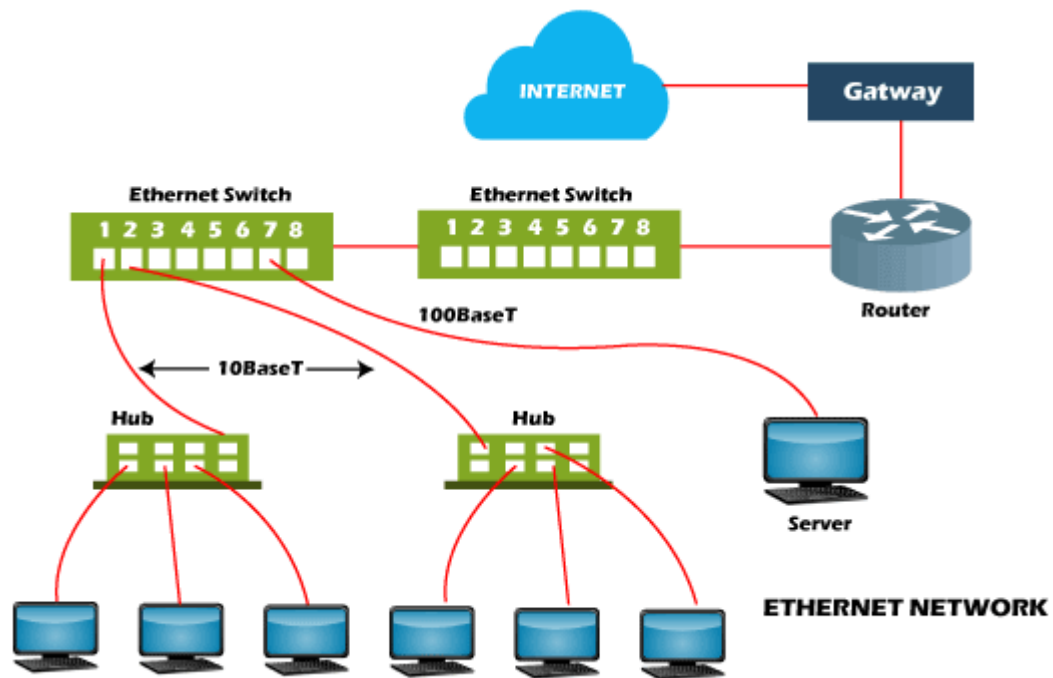 INTERNET
Gatway
Ethernet Switch
1 2 3 4 5 6 7 8
Ethernet Switch
1 2 3 4 5 6 7 8
Router
100BaseT
10BaseT
Hub
Hub
Server
ETHERNET NETWORK